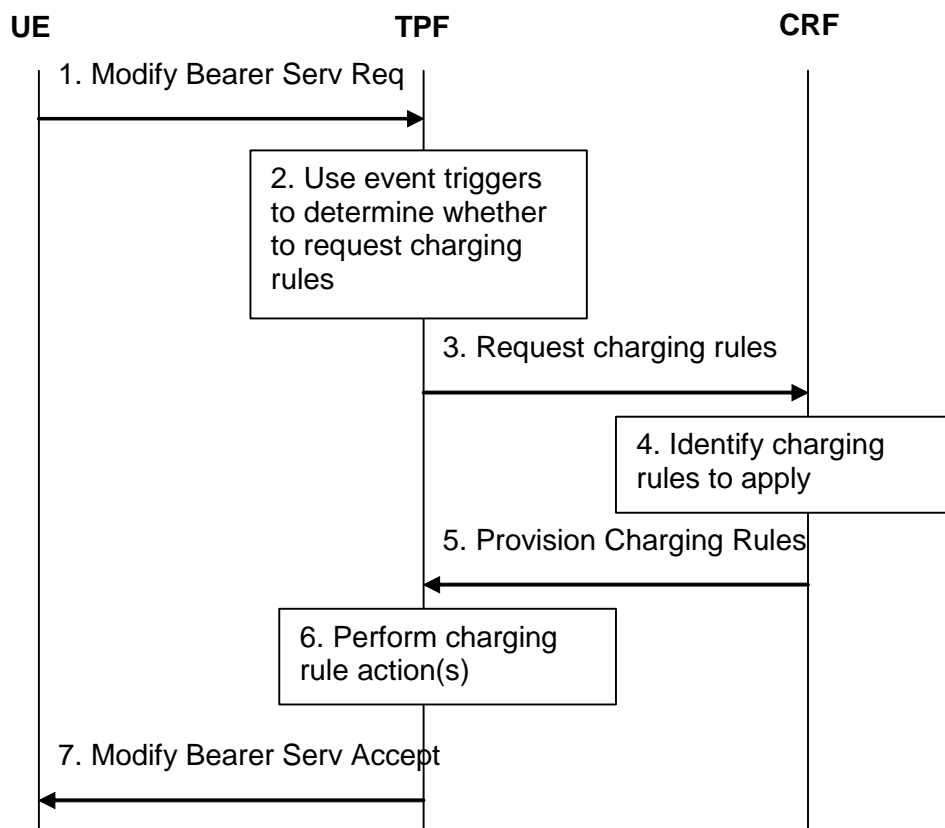 UE
TPF
CRF
1. Modify Bearer Serv Req
2. Use event triggers
to determine whether
to request charging
rules
3. Request charging rules
4. Identify charging
rules to apply
5. Provision Charging Rules
6. Perform charging
rule action(s)
7. Modify Bearer Serv Accept